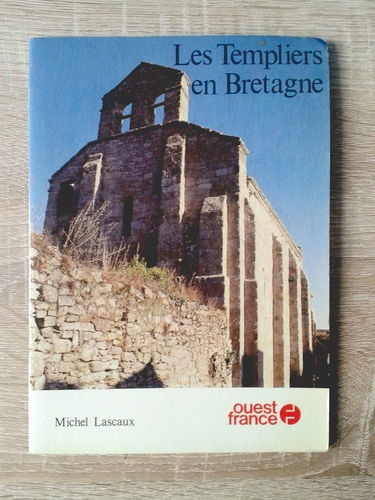 Les Templiers
en Bretagne
Michel Lascaux
ouest
france